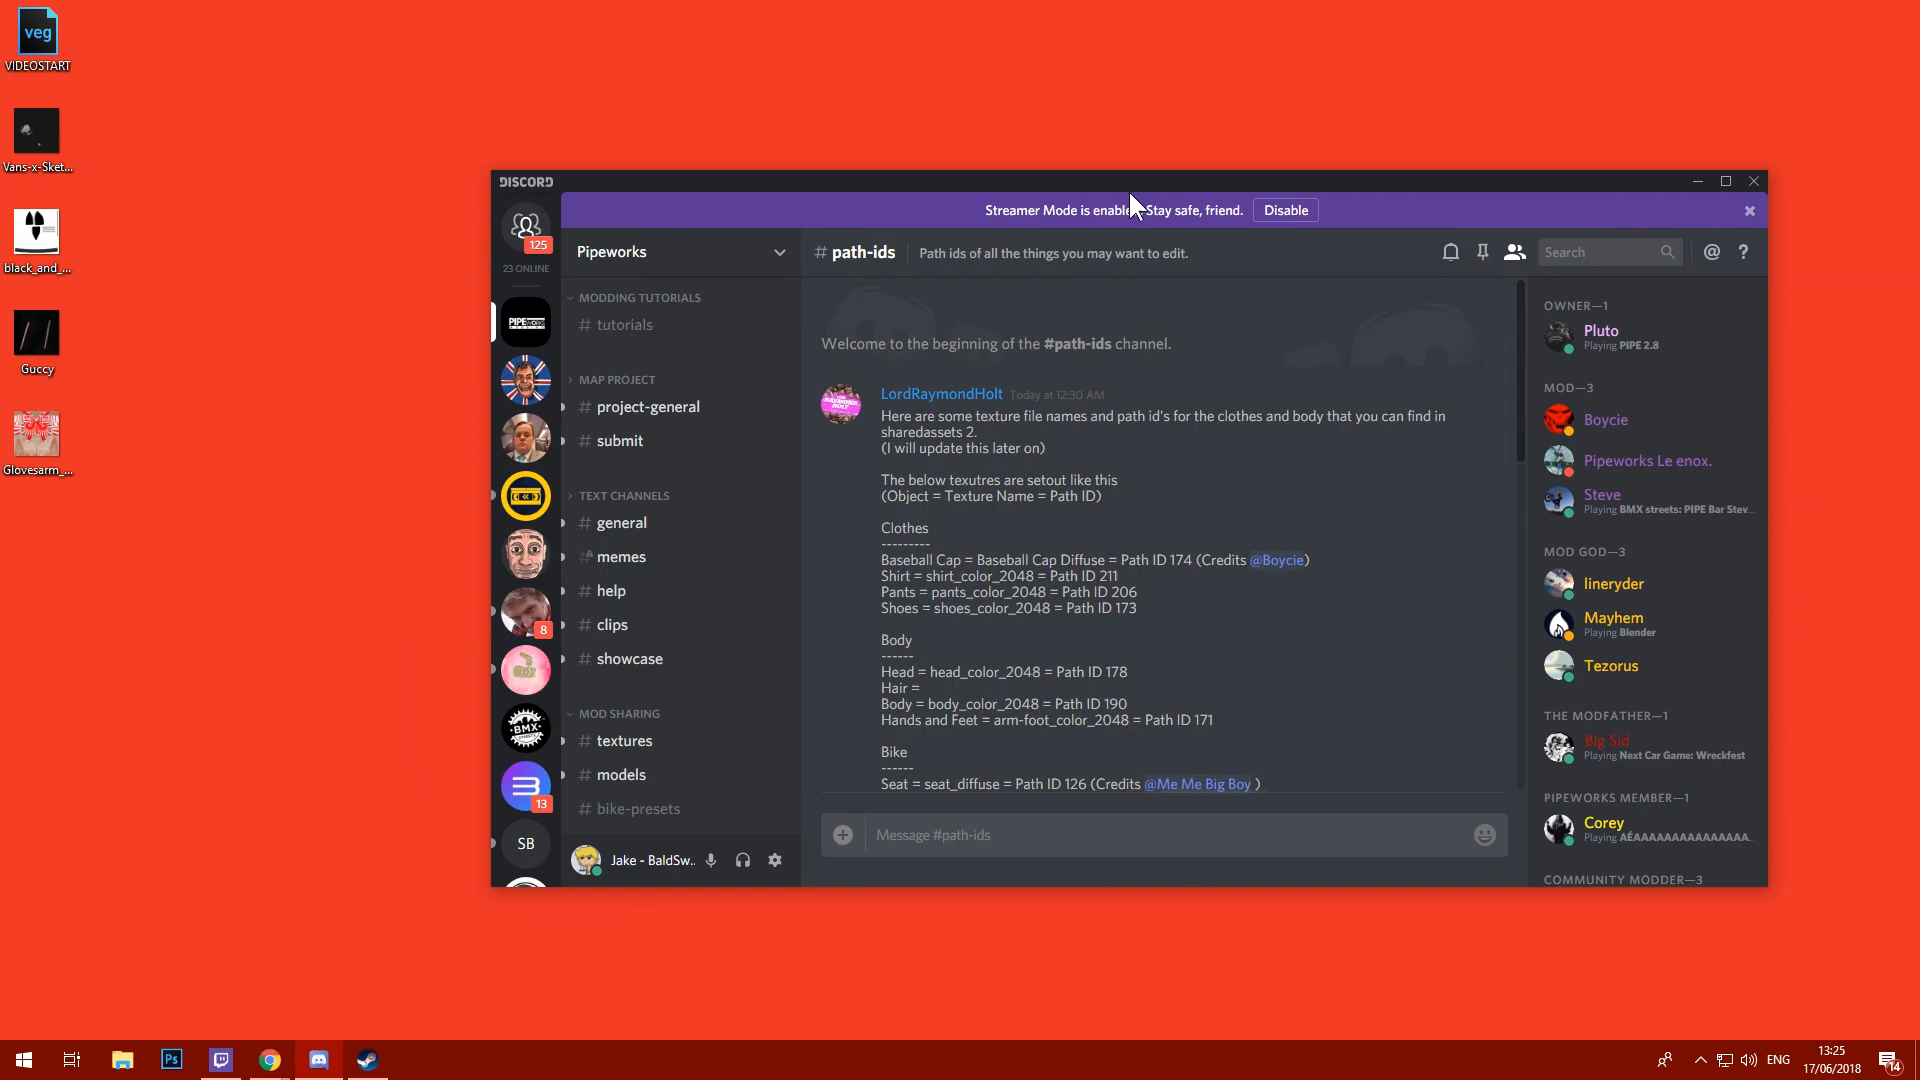 veg
VIDEOSTART
Vans-x-Sket...
black_and_...
Guccy
Glovesarm_...
DISCORD
Streamer Mode is enable Stay safe, friend.
Disable
125
23 ONLINE
PIPEWORKS
BMX
8
13
SB
Pipeworks
MODDING TUTORIALS
# tutorials
MAP PROJECT
# project-general
# submit
TEXT CHANNELS
# general
# memes
# help
# clips
# showcase
MOD SHARING
# textures
# models
# bike-presets
Jake - BaldSw..
# path-ids
Path ids of all the things you may want to edit.
Search
@ ?
Welcome to the beginning of the #path-ids channel.
LordRaymondHolt Today at 12:30 AM
Here are some texture file names and path id's for the clothes and body that you can find in
sharedassets 2.
(I will update this later on)
The below texutres are setout like this
(Object = Texture Name = Path ID)
Clothes
---------
Baseball Cap = Baseball Cap Diffuse = Path ID 174 (Credits @Boycie)
Shirt = shirt_color_2048 = Path ID 211
Pants = pants_color_2048 = Path ID 206
Shoes = shoes_color_2048 = Path ID 173
Body
------
Head = head_color_2048 = Path ID 178
Hair =
Body = body_color_2048 = Path ID 190
Hands and Feet = arm-foot_color_2048 = Path ID 171
Bike
------
Seat = seat_diffuse = Path ID 126 (Credits @Me Me Big Boy )
Message #path-ids
OWNER—1
Pluto
Playing PIPE 2.8
MOD—3
Boycie
Pipeworks Le enox.
Steve
Playing BMX streets: PIPE Bar Stev...
MOD GOD—3
lineryder
Mayhem
Playing Blender
Tezorus
THE MODFATHER—1
Big Sid
Playing Next Car Game: Wreckfest
PIPEWORKS MEMBER—1
Corey
Playing AÉAAAAAAAAAAAAAAA...
COMMUNITY MODDER—3
Ps
ENG
13:25
17/06/2018
14